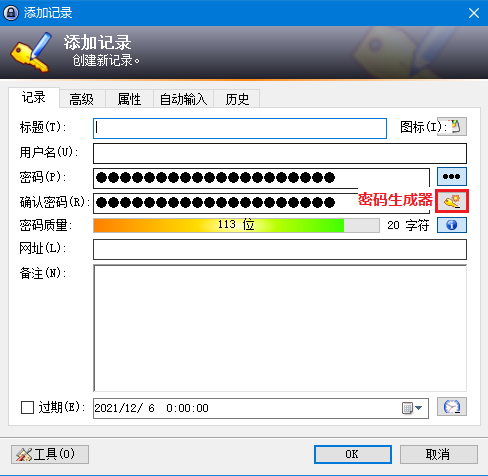 添加记录
添加记录
创建新记录。
记录 高级 属性 自动输入 历史
标题(T): 图标(I):
用户名(U):
密码(P): ●●●●●●●●●●●●●●●●●●●● ●●●
确认密码(R): ●●●●●●●●●●●●●●●●●●●● 密码生成器
密码质量: 113 位 20 字符
网址(L):
备注(N):
过期(E): 2021/12/ 6 0:00:00
工具(O) OK 取消